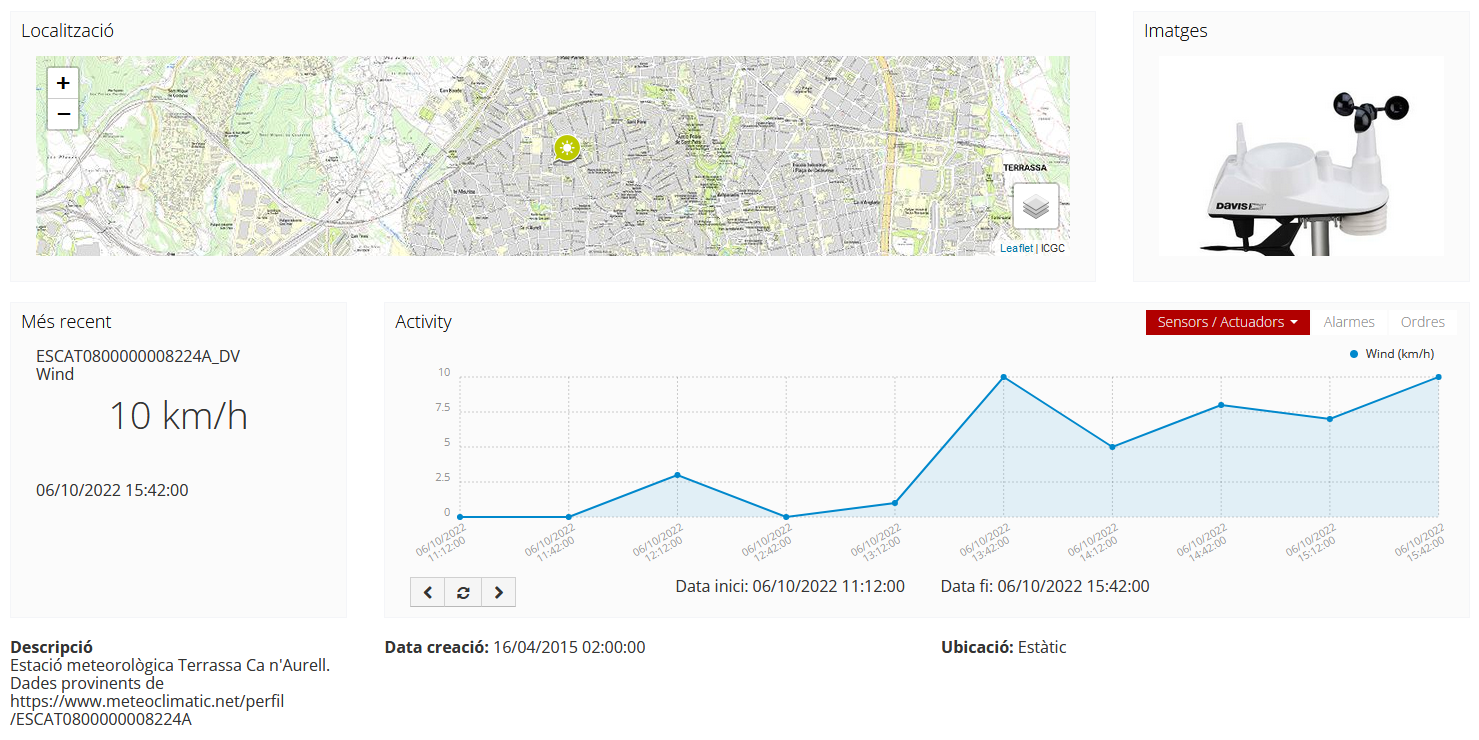 Localització
+
−
TERRASSA
Leaflet | ICGC
Imatges
DAVIS
Més recent
ESCAT0800000008224A_DV
Wind
10 km/h
06/10/2022 15:42:00
Activity
Sensors / Actuadors
Alarmes
Ordres
Wind (km/h)
10
7.5
5
2.5
0
06/10/2022
11:12:00
06/10/2022
11:42:00
06/10/2022
12:12:00
06/10/2022
12:42:00
06/10/2022
13:12:00
06/10/2022
13:42:00
06/10/2022
14:12:00
06/10/2022
14:42:00
06/10/2022
15:12:00
06/10/2022
15:42:00
Data inici: 06/10/2022 11:12:00
Data fi: 06/10/2022 15:42:00
Descripció
Estació meteorològica Terrassa Ca n'Aurell.
Dades provinents de
https://www.meteoclimatic.net/perfil
/ESCAT0800000008224A
Data creació: 16/04/2015 02:00:00
Ubicació: Estàtic